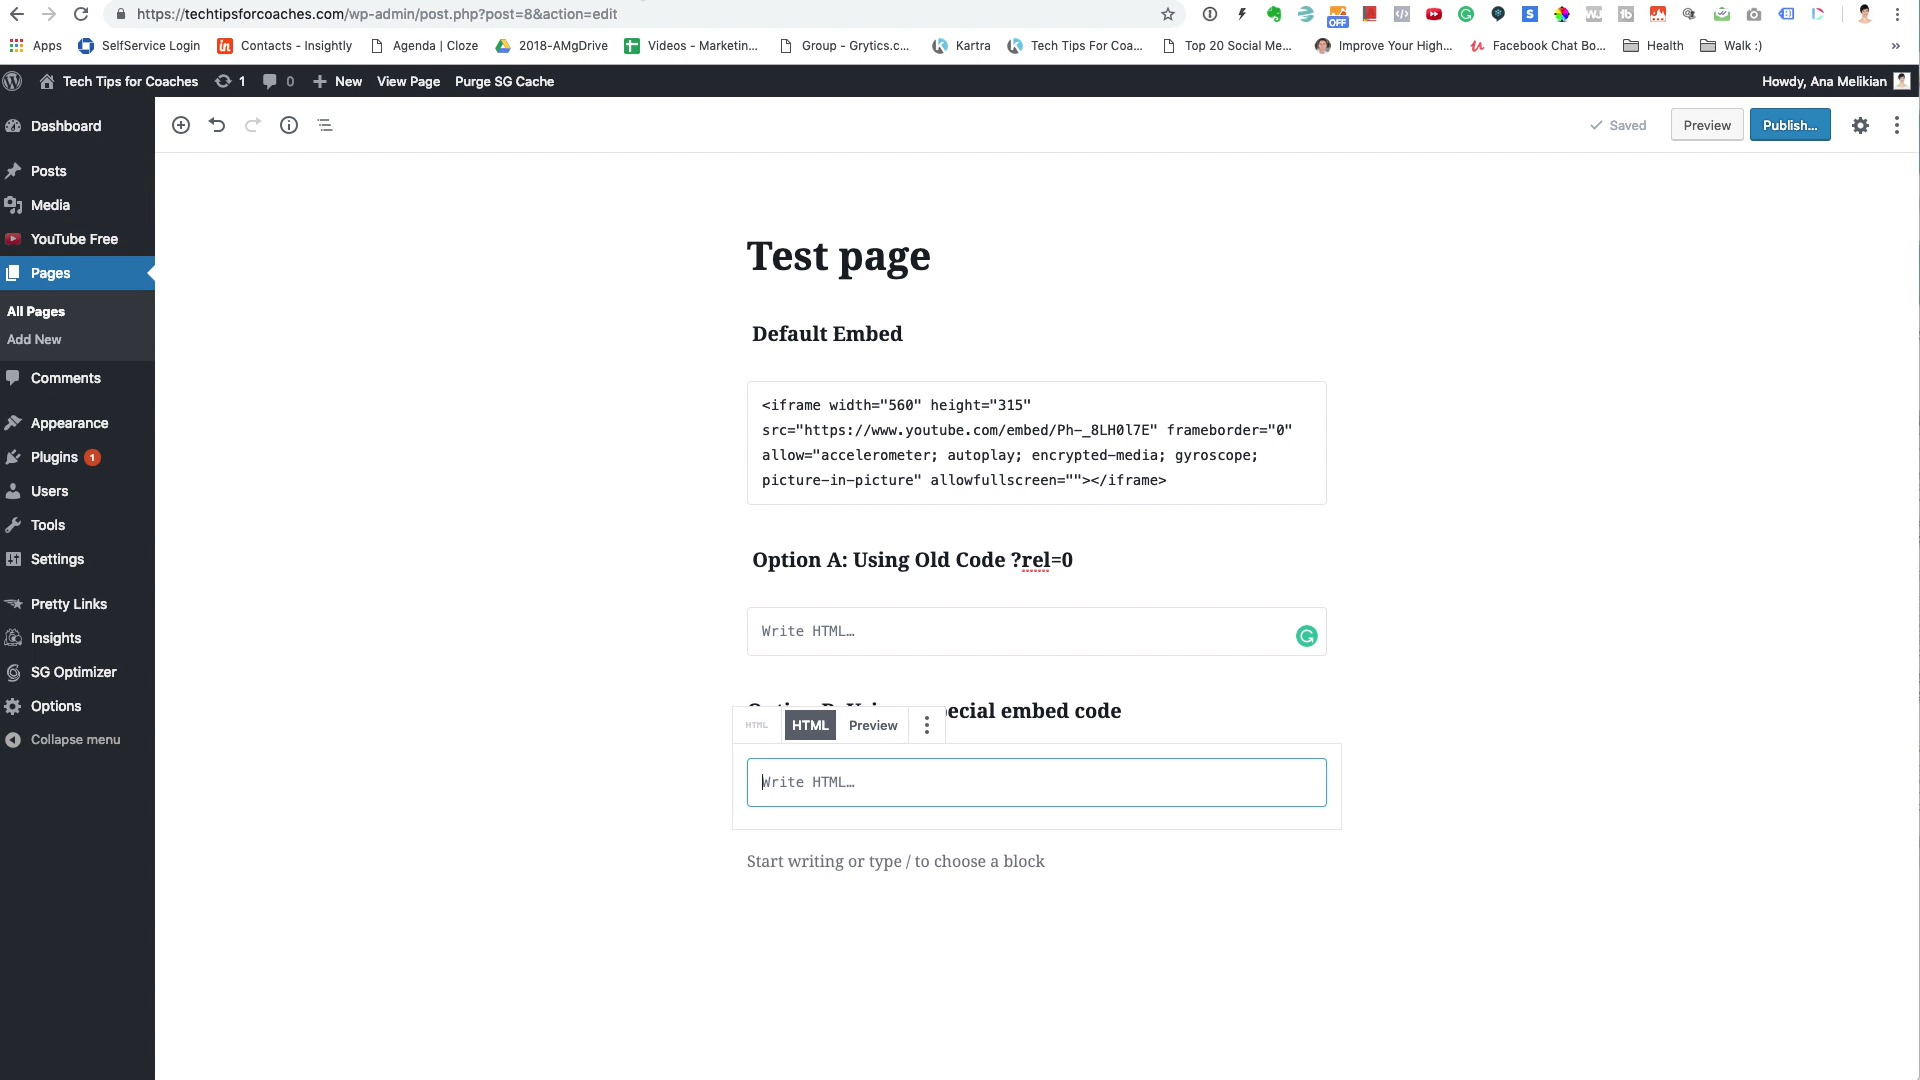 https://techtipsforcoaches.com/wp-admin/post.php?post=8&action=edit
OFF
Apps
SelfService Login
Contacts - Insightly
Agenda | Cloze
2018-AMgDrive
Videos - Marketin...
Group - Grytics.c...
Kartra
Tech Tips For Coa...
Top 20 Social Me...
Improve Your High...
Facebook Chat Bo...
Health
Walk :)
»
Tech Tips for Coaches
1
0
New
View Page
Purge SG Cache
Howdy, Ana Melikian
Dashboard
Posts
Media
YouTube Free
Pages
All Pages
Add New
Comments
Appearance
Plugins 1
Users
Tools
Settings
Pretty Links
Insights
SG Optimizer
Options
Collapse menu
Saved
Preview
Publish...
Test page
Default Embed
<iframe width="560" height="315"
src="https://www.youtube.com/embed/Ph-_8LH0l7E" frameborder="0"
allow="accelerometer; autoplay; encrypted-media; gyroscope;
picture-in-picture" allowfullscreen=""></iframe>
Option A: Using Old Code ?rel=0
Write HTML…
embed code
HTML
HTML
Preview
Write HTML…
Start writing or type / to choose a block